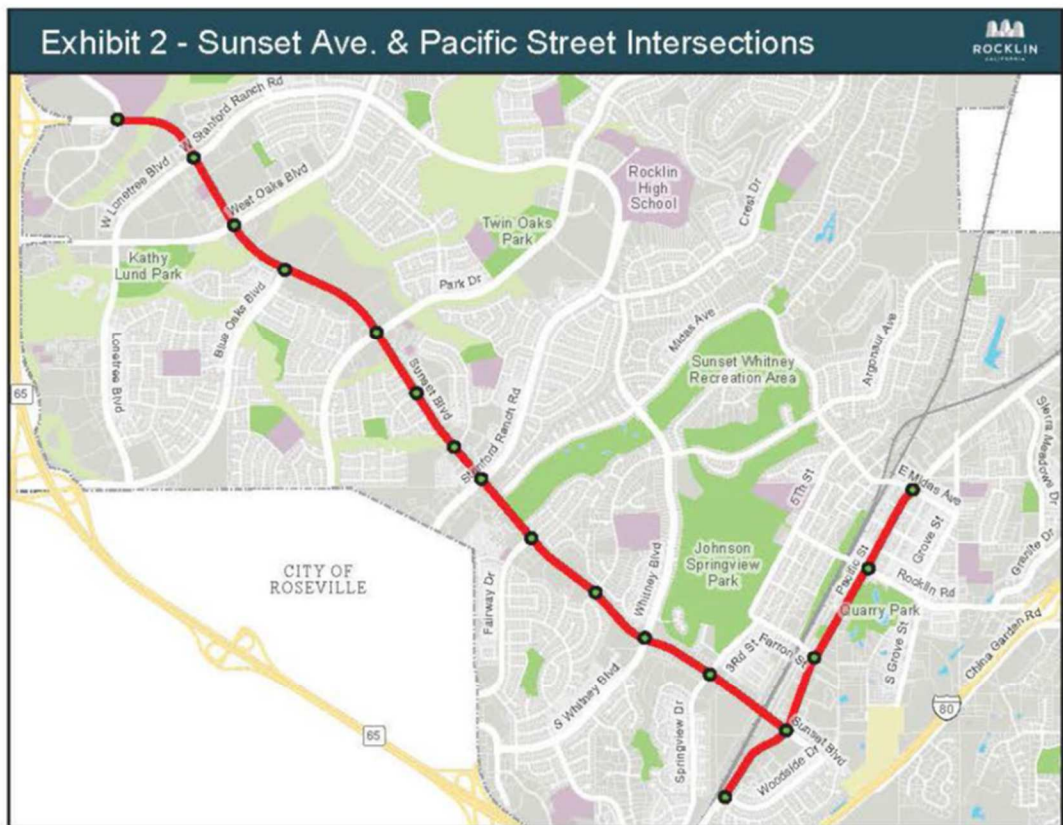 Exhibit 2 - Sunset Ave. & Pacific Street Intersections
ROCKLIN
CALIFORNIA
W Stanford Ranch Rd
W Lonetree Blvd
West Oaks Blvd
Rocklin
High
School
Crest Dr
Twin Oaks
Park
Kathy
Lund Park
Park Dr
Blue Oaks Blvd
Midas Ave
Argonaut Ave
Lonetree Blvd
Sunset Blvd
Sunset Whitney
Recreation Area
65
Stanford Ranch Rd
Sierra Meadows Dr
5Th St
E Midas Ave
Grove St
Granite Dr
CITY OF
ROSEVILLE
Johnson
Springview
Park
Whitney Blvd
Pacific St
Rocklin Rd
Quarry Park
Fairway Dr
China Garden Rd
3Rd St
Farron St
S Grove St
S Whitney Blvd
80
65
Springview Dr
Sunset Blvd
Woodside Dr